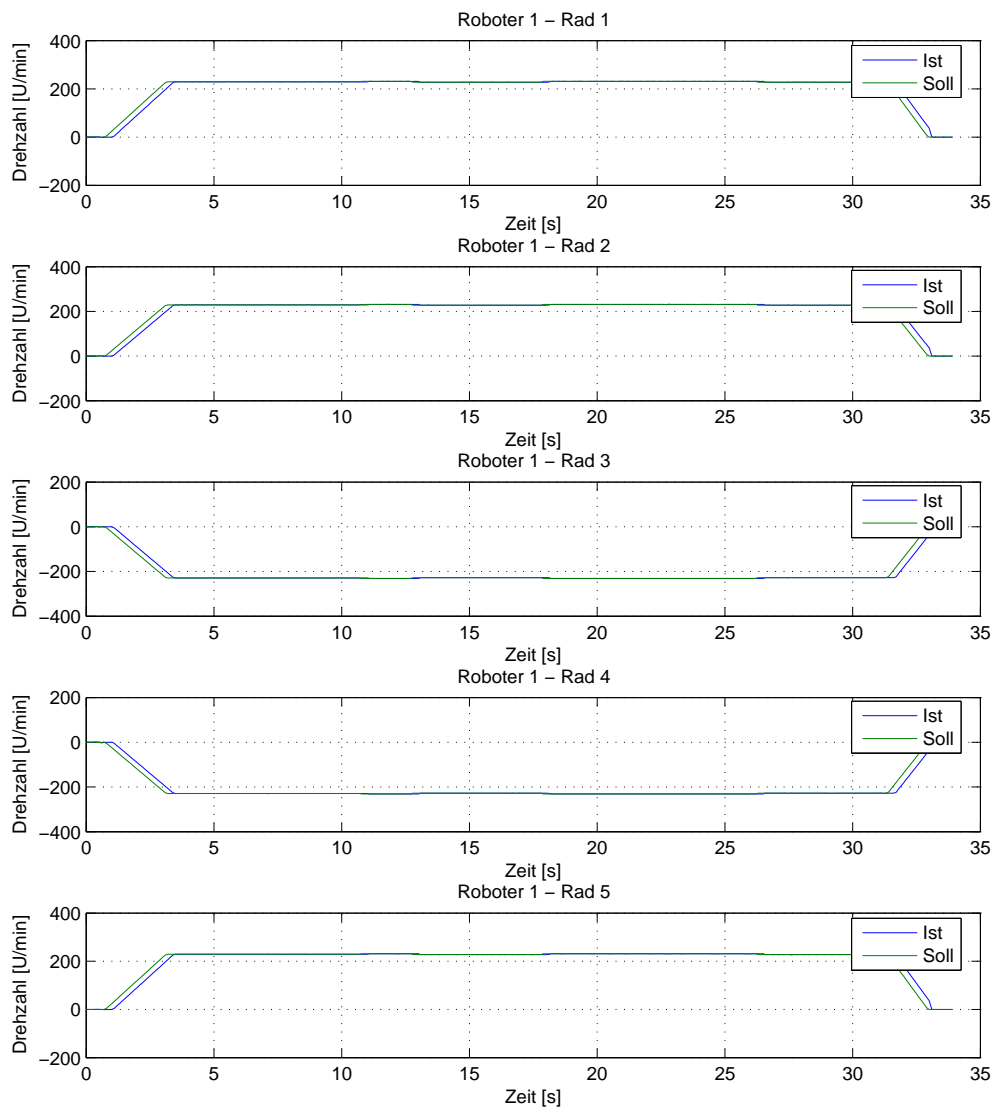 Roboter 1 − Rad 1
400
200
0
−200
Drehzahl [U/min]
0 5 10 15 20 25 30 35
Zeit [s]
Ist
Soll
Roboter 1 − Rad 2
400
200
0
−200
Drehzahl [U/min]
0 5 10 15 20 25 30 35
Zeit [s]
Ist
Soll
Roboter 1 − Rad 3
200
0
−200
−400
Drehzahl [U/min]
0 5 10 15 20 25 30 35
Zeit [s]
Ist
Soll
Roboter 1 − Rad 4
200
0
−200
−400
Drehzahl [U/min]
0 5 10 15 20 25 30 35
Zeit [s]
Ist
Soll
Roboter 1 − Rad 5
400
200
0
−200
Drehzahl [U/min]
0 5 10 15 20 25 30 35
Zeit [s]
Ist
Soll